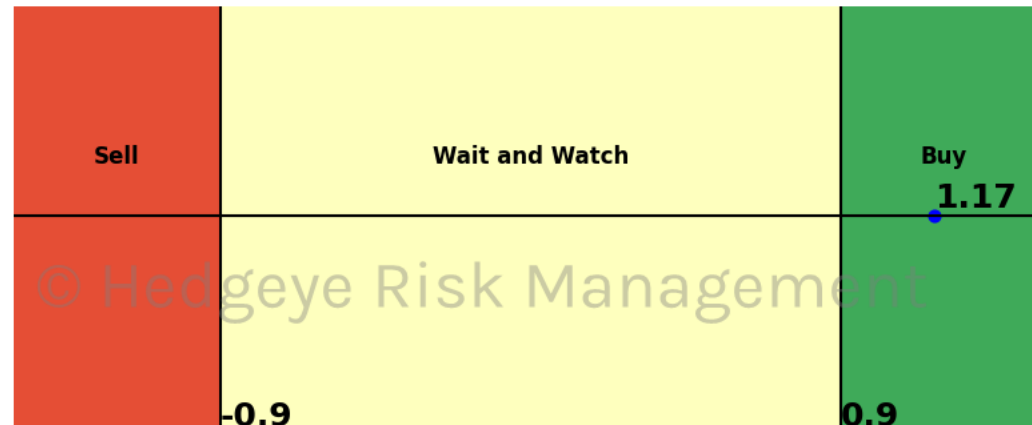 Sell
Wait and Watch
Buy
1.17
© Hedgeye Risk Management
-0.9
0.9